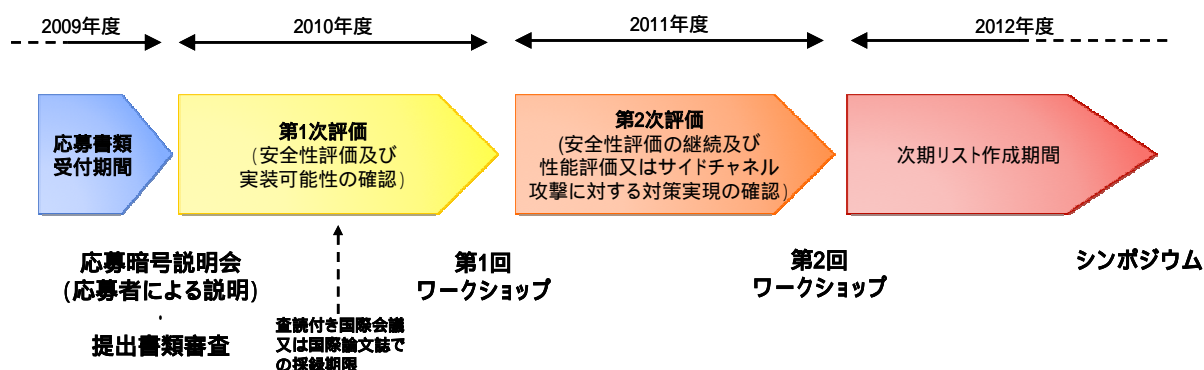 2009年度
2010年度
2011年度
2012年度
応募書類
受付期間
第1次評価
(安全性評価及び
実装可能性の確認)
第2次評価
(安全性評価の継続及び
性能評価又はサイドチャネル
攻撃に対する対策実現の確認)
次期リスト作成期間
応募暗号説明会
(応募者による説明)
・
提出書類審査
査読付き国際会議
又は国際論文誌で
の採録期限
第1回
ワークショップ
第2回
ワークショップ
シンポジウム